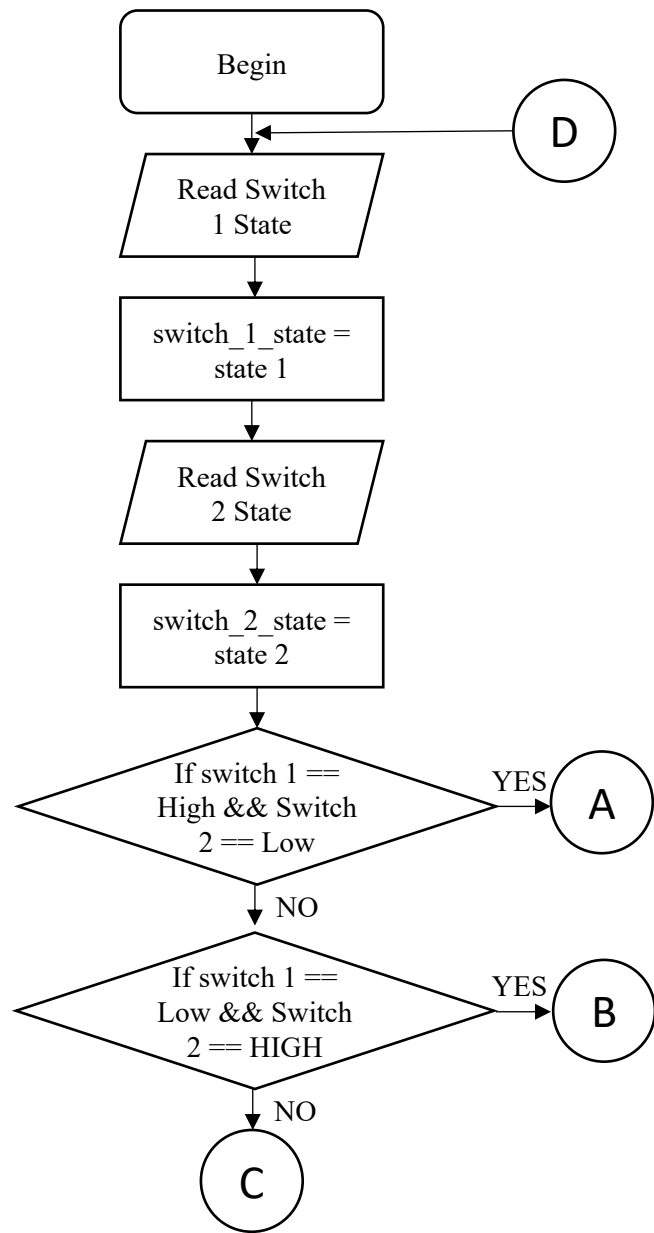 Begin
D
Read Switch
1 State
switch_1_state =
state 1
Read Switch
2 State
switch_2_state =
state 2
If switch 1 ==
High && Switch
2 == Low
YES
A
NO
If switch 1 ==
Low && Switch
2 == HIGH
YES
B
NO
C